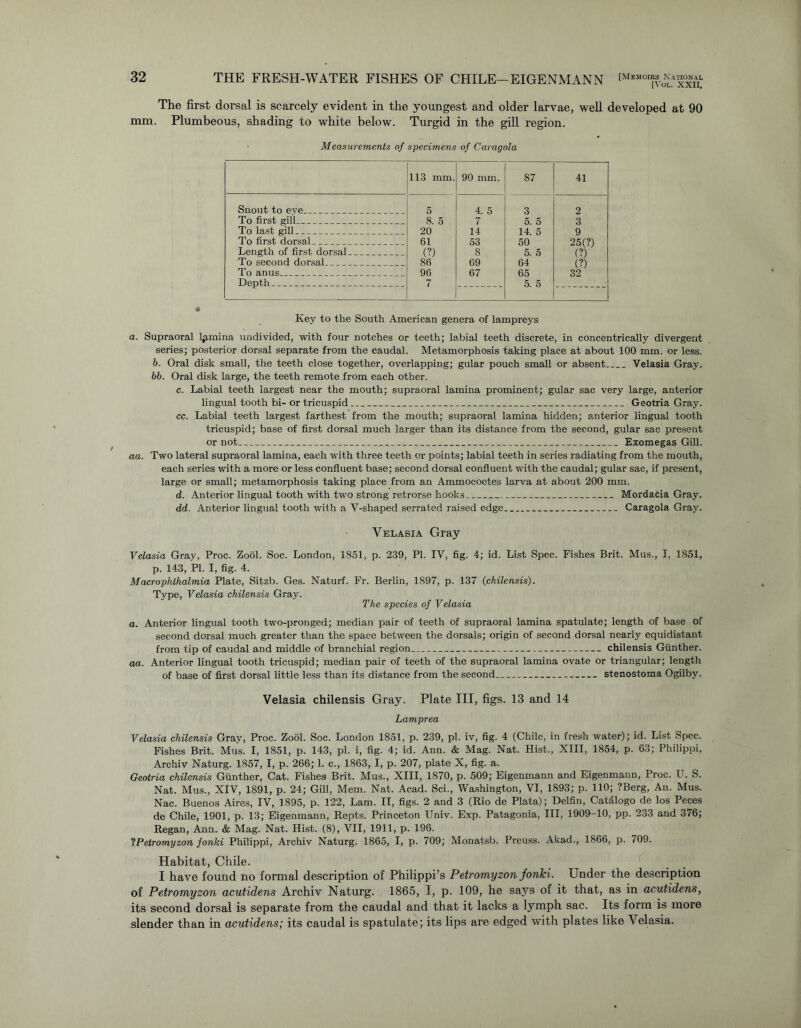 32 THE FRESH-WATER FISHES OF CHILE—EIGENMANN [MEMOIRS NATIONAL
[VOL. XXII,
The first dorsal is scarcely evident in the youngest and older larvae, well developed at 90
mm. Plumbeous, shading to white below. Turgid in the gill region.
Measurements of specimens of Caragola
113 mm. 90 mm. 87 41
Snout to eye 5 4. 5 3 2
To first gill 8. 5 7 5. 5 3
To last gill 20 14 14. 5 9
To first dorsal 61 53 50 25(?)
Length of first dorsal (?) 8 5. 5 (?)
To second dorsal 86 69 64 (?)
To anus 96 67 65 32
Depth 7 5. 5
Key to the South American genera of lampreys
a. Supraoral lamina undivided, with four notches or teeth; labial teeth discrete, in concentrically divergent
series; posterior dorsal separate from the caudal. Metamorphosis taking place at about 100 mm. or less.
b. Oral disk small, the teeth close together, overlapping; gular pouch small or absent---- Velasia Gray.
bb. Oral disk large, the teeth remote from each other.
c. Labial teeth largest near the mouth; supraoral lamina prominent; gular sac very large, anterior
lingual tooth bi- or tricuspid---- Geotria Gray.
cc. Labial teeth largest farthest from the mouth; supraoral lamina hidden; anterior lingual tooth
tricuspid; base of first dorsal much larger than its distance from the second, gular sac present
or not---- Exomegas Gill.
aa. Two lateral supraoral lamina, each with three teeth or points; labial teeth in series radiating from the mouth,
each series with a more or less confluent base; second dorsal confluent with the caudal; gular sac, if present,
large or small; metamorphosis taking place from an Ammocoetes larva at about 200 mm.
d. Anterior lingual tooth with two strong retrorse hooks---- Mordacia Gray.
dd. Anterior lingual tooth with a V-shaped serrated raised edge---- Caragola Gray.
VELASIA Gray
Velasia Gray, Proc. Zoöl. Soc. London, 1851, p. 239, Pl. IV, fig. 4; id. List Spec. Fishes Brit. Mus., I, 1851,
p. 143, Pl. I, fig. 4.
Macrophthalmia Plate, Sitzb. Ges. Naturf. Fr. Berlin, 1897, p. 137 (chilensis).
Type, Velasia chilensis Gray.
The species of Velasia
a. Anterior lingual tooth two-pronged; median pair of teeth of supraoral lamina spatulate; length of base of
second dorsal much greater than the space between the dorsals; origin of second dorsal nearly equidistant
from tip of caudal and middle of branchial region---- chilensis Günther.
aa. Anterior lingual tooth tricuspid; median pair of teeth of the supraoral lamina ovate or triangular; length
of base of first dorsal little less than its distance from the second---- stenostoma Ogilby.
Velasia chilensis Gray. Plate III, figs. 13 and 14
Lamprea
Velasia chilensis Gray, Proc. Zoöl. Soc. London 1851, p. 239, pl. iv, fig. 4 (Chile, in fresh water); id. List Spec.
Fishes Brit. Mus. I, 1851, p. 143, pl. i, fig. 4; id. Ann. & Mag. Nat. Hist., XIII, 1854, p. 63; Philippi,
Archiv Naturg. 1857, I, p. 266; l. c., 1863, I, p. 207, plate X, fig. a.
Geotria chilensis Günther, Cat. Fishes Brit. Mus., XIII, 1870, p. 509; Eigenmann and Eigenmann, Proc. U. S.
Nat. Mus., XIV, 1891, p. 24; Gill, Mem. Nat. Acad. Sci., Washington, VI, 1893; p. 110; ?Berg, An. Mus.
Nac. Buenos Aires, IV, 1895, p. 122, Lam. II, figs. 2 and 3 (Rio de Plata); Delfin, Catálogo de los Peces
de Chile, 1901, p. 13; Eigenmann, Repts. Princeton Univ. Exp. Patagonia, III, 1909-10, pp. 233 and 376;
Regan, Ann. & Mag. Nat. Hist. (8), VII, 1911, p. 196.
?Petromyzon fonki Philippi, Archiv Naturg. 1865, I, p. 709; Monatsb. Preuss. Akad., 1866, p. 709.
Habitat, Chile.
I have found no formal description of Philippi's Petromyzon fonki. Under the description
of Petromyzon acutidens Archiv Naturg. 1865, I, p. 109, he says of it that, as in acutidens,
its second dorsal is separate from the caudal and that it lacks a lymph sac. Its form is more
slender than in acutidens; its caudal is spatulate; its lips are edged with plates like Velasia.